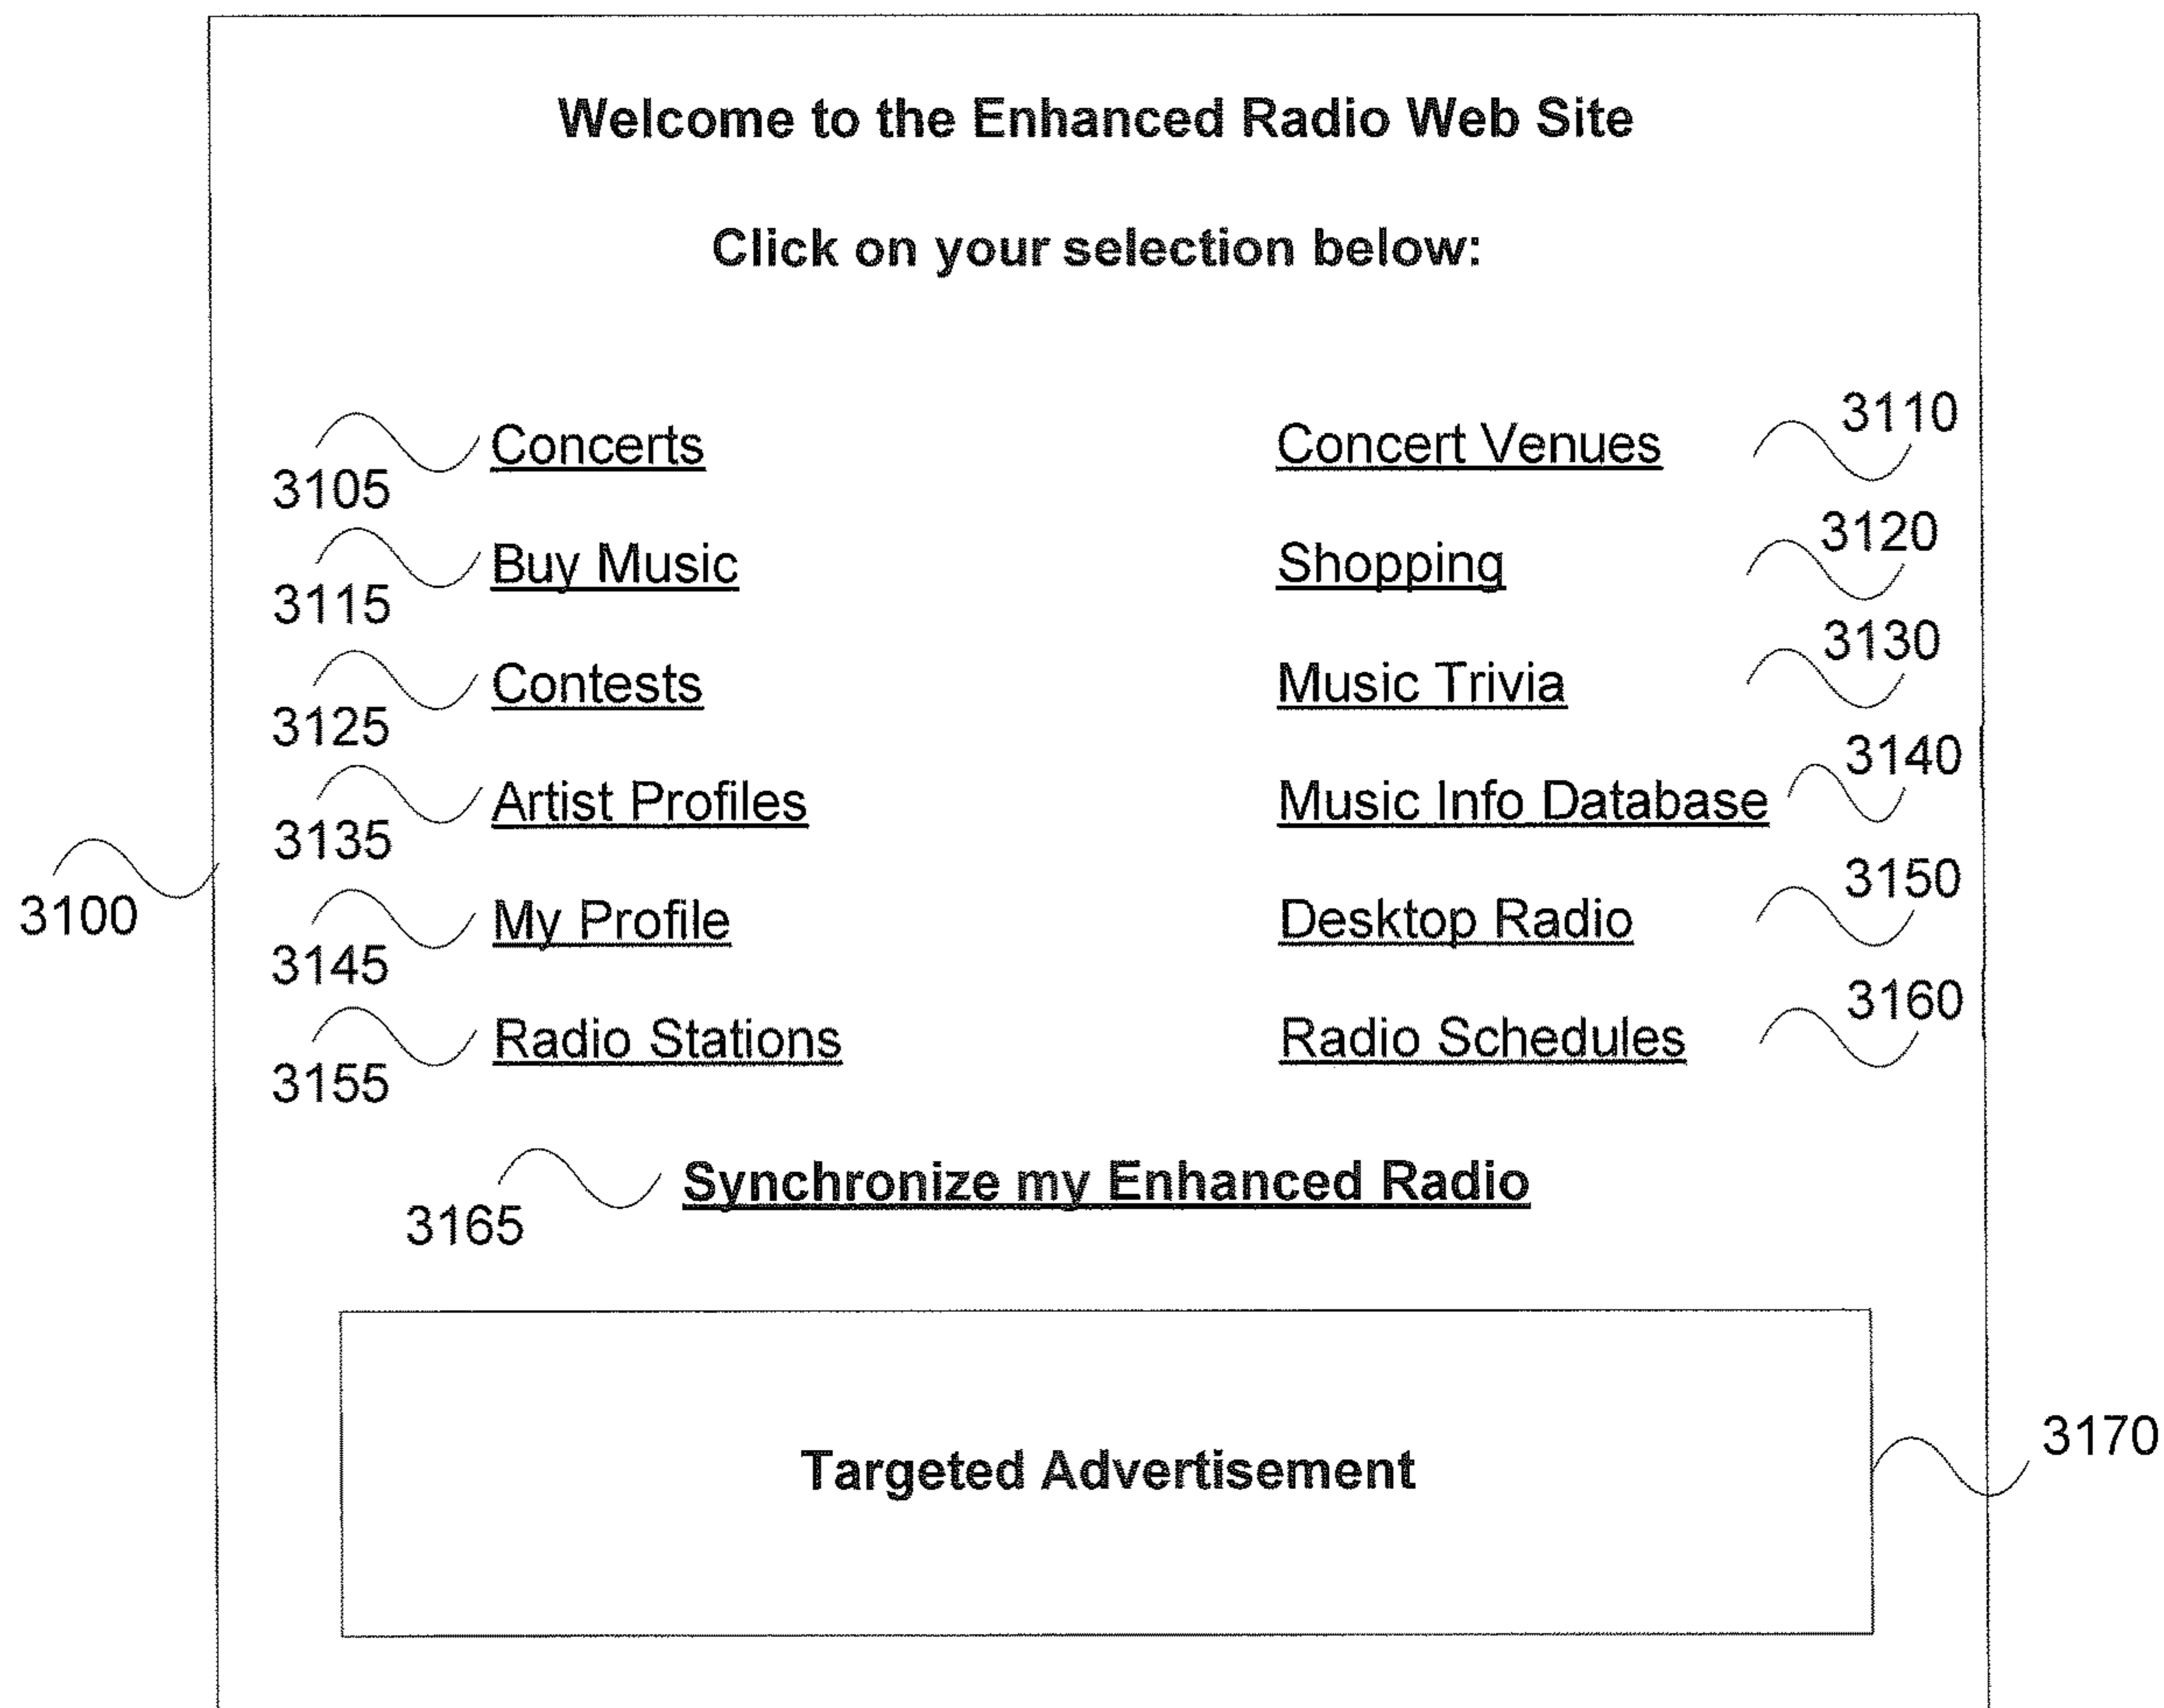 Welcome to the Enhanced Radio Web Site
Click on your selection below:
Concerts
3105
Concert Venues
3110
Buy Music
3115
Shopping
3120
Contests
3125
Music Trivia
3130
Artist Profiles
3135
Music Info Database
3140
3100
My Profile
3145
Desktop Radio
3150
Radio Stations
3155
Radio Schedules
3160
Synchronize my Enhanced Radio
3165
Targeted Advertisement
3170